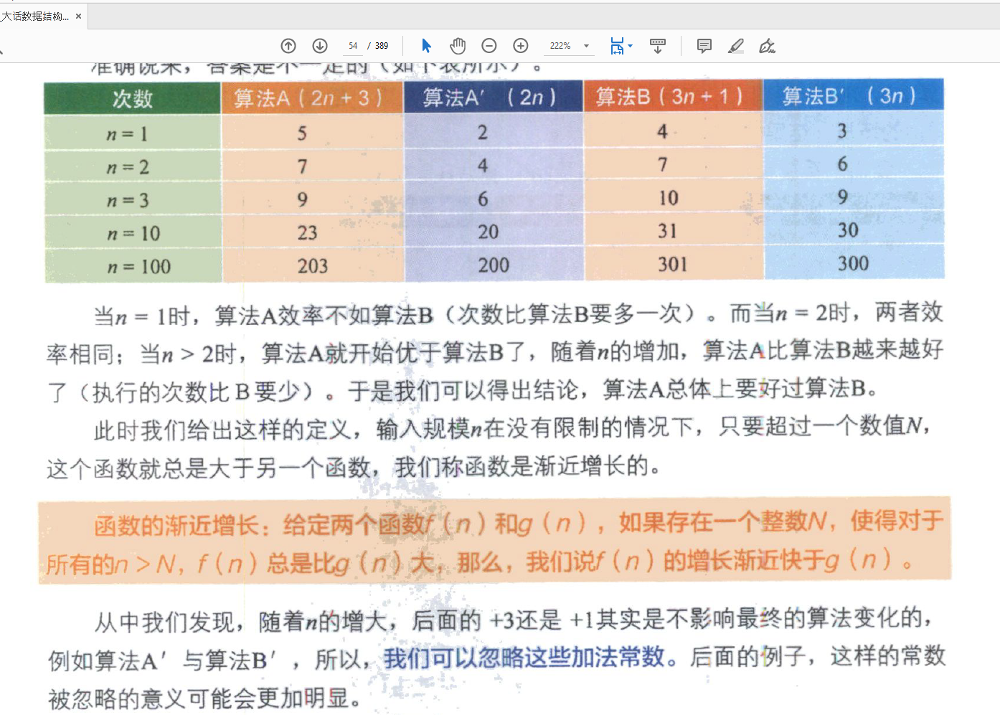 _大话数据结构... ×
54 / 389 222%
准确说来，答案是不一定的（如下表所示）。
次数 算法A（2n + 3） 算法A′ （2n） 算法B（3n + 1） 算法B′ （3n）
n = 1 5 2 4 3
n = 2 7 4 7 6
n = 3 9 6 10 9
n = 10 23 20 31 30
n = 100 203 200 301 300
当n = 1时，算法A效率不如算法B（次数比算法B要多一次）。而当n = 2时，两者效
率相同；当n > 2时，算法A就开始优于算法B了，随着n的增加，算法A比算法B越来越好
了（执行的次数比B要少）。于是我们可以得出结论，算法A总体上要好过算法B。
此时我们给出这样的定义，输入规模n在没有限制的情况下，只要超过一个数值N，
这个函数就总是大于另一个函数，我们称函数是渐近增长的。
函数的渐近增长：给定两个函数f（n）和g（n），如果存在一个整数N，使得对于
所有的n > N，f（n）总是比g（n）大，那么，我们说f（n）的增长渐近快于g（n）。
从中我们发现，随着n的增大，后面的 +3还是 +1其实是不影响最终的算法变化的，
例如算法A′ 与算法B′ ，所以，我们可以忽略这些加法常数。后面的例子，这样的常数
被忽略的意义可能会更加明显。